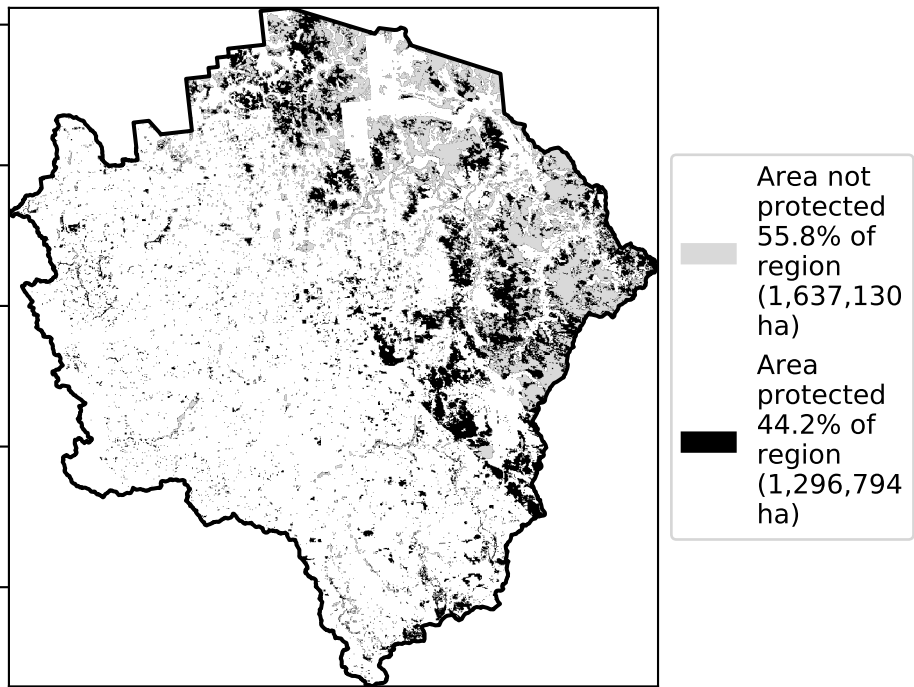 Area not
protected
55.8% of
region
(1,637,130
ha)
Area
protected
44.2% of
region
(1,296,794
ha)